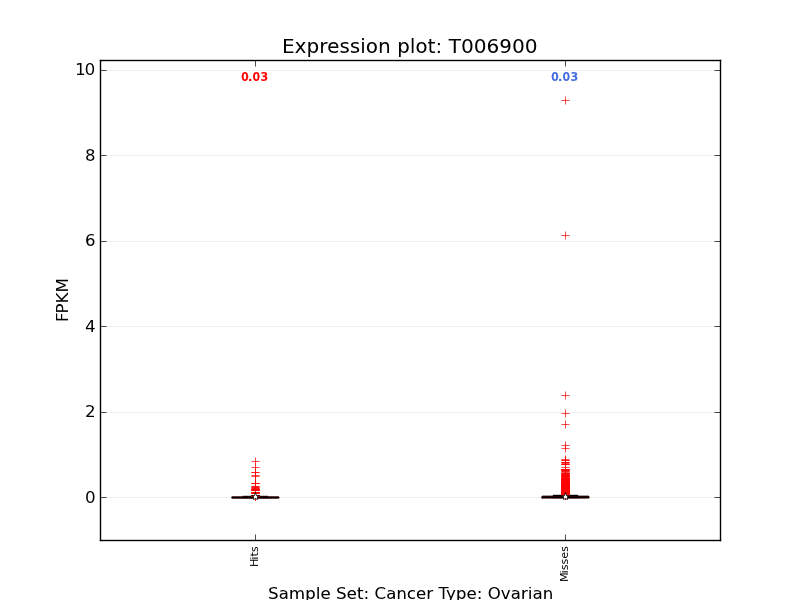 Expression plot: T006900
0.03 0.03
10
8
6
4
2
0
FPKM
Hits Misses
Sample Set: Cancer Type: Ovarian